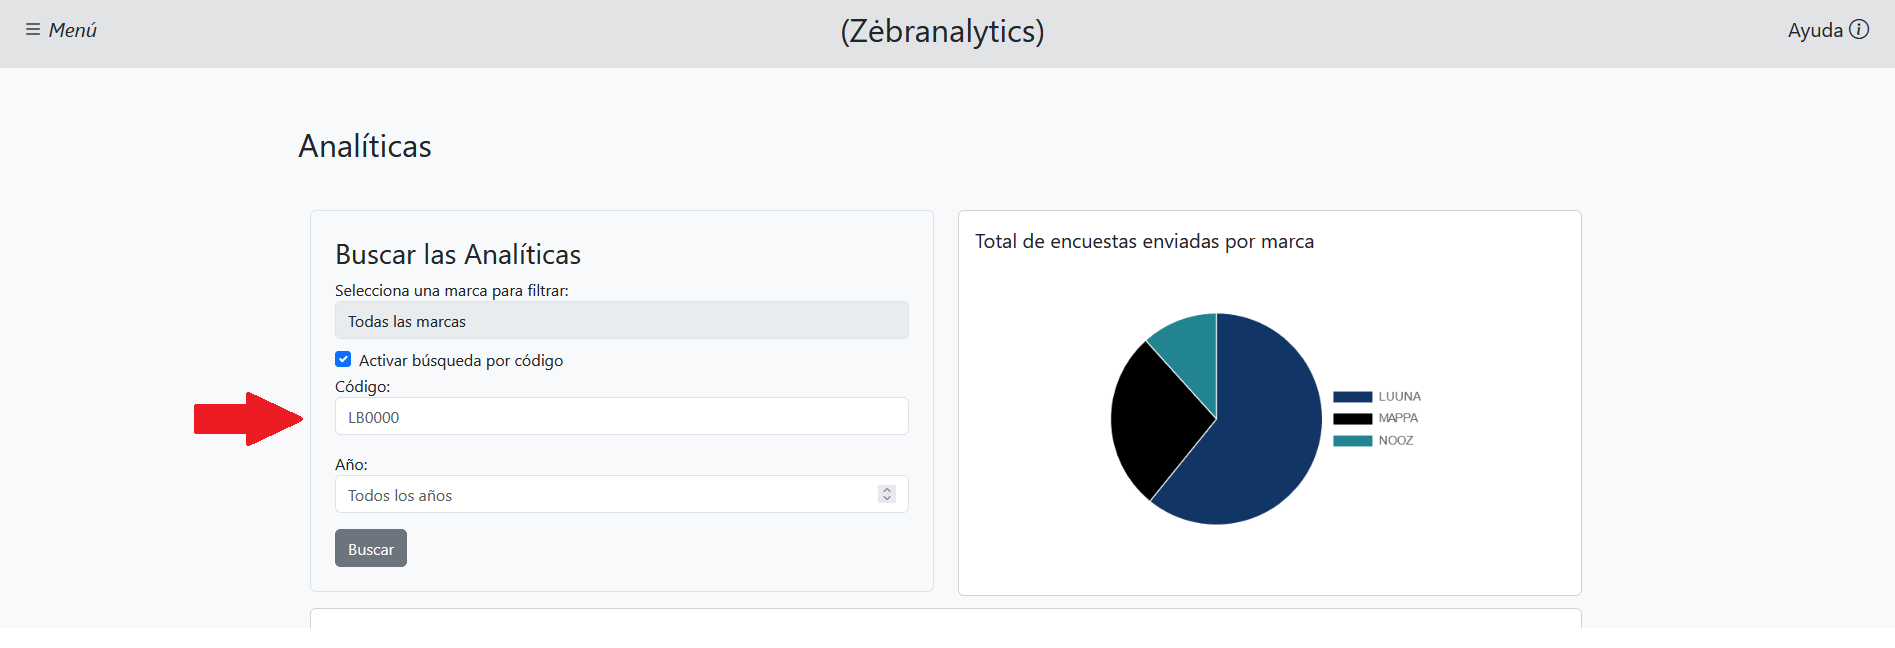 Menú
(Zėbranalytics)
Ayuda
Analíticas
Buscar las Analíticas
Selecciona una marca para filtrar:
Todas las marcas
Activar búsqueda por código
Código:
LB0000
Año:
Todos los años
Buscar
Total de encuestas enviadas por marca
LUUNA
MAPPA
NOOZ